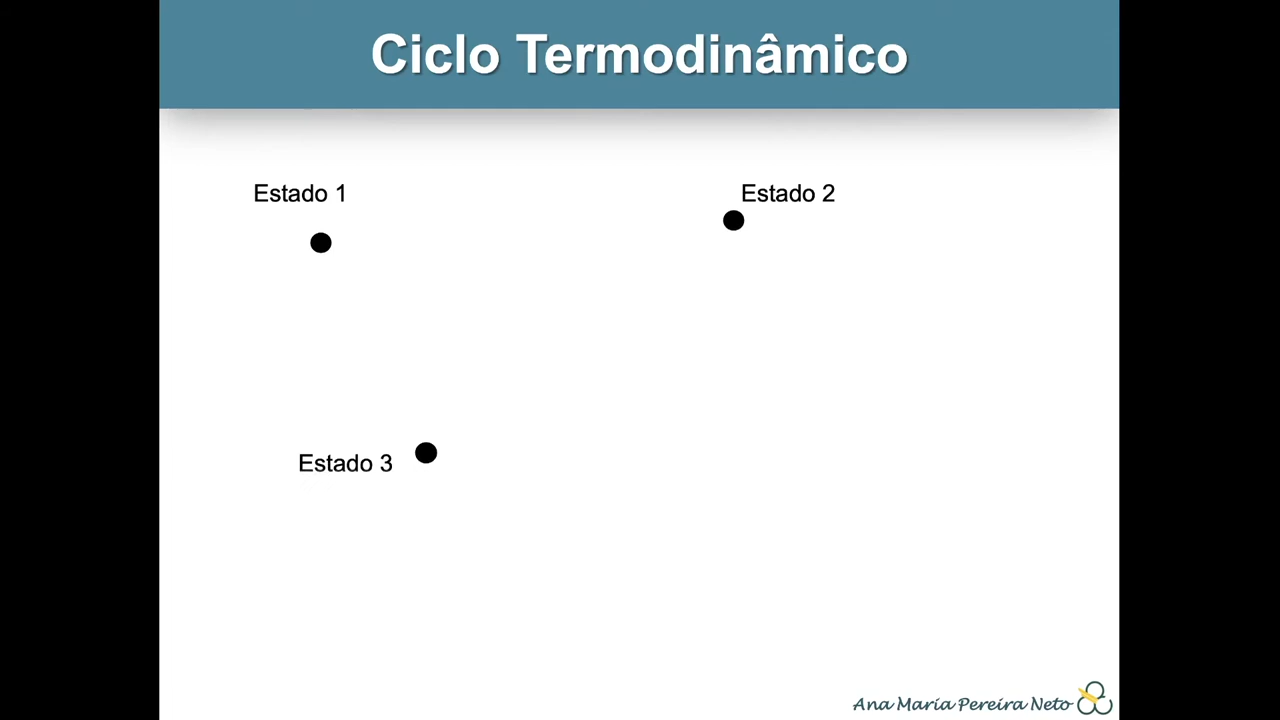 Ciclo Termodinâmico
Estado 1
Estado 2
Estado 3
Ana Maria Pereira Neto